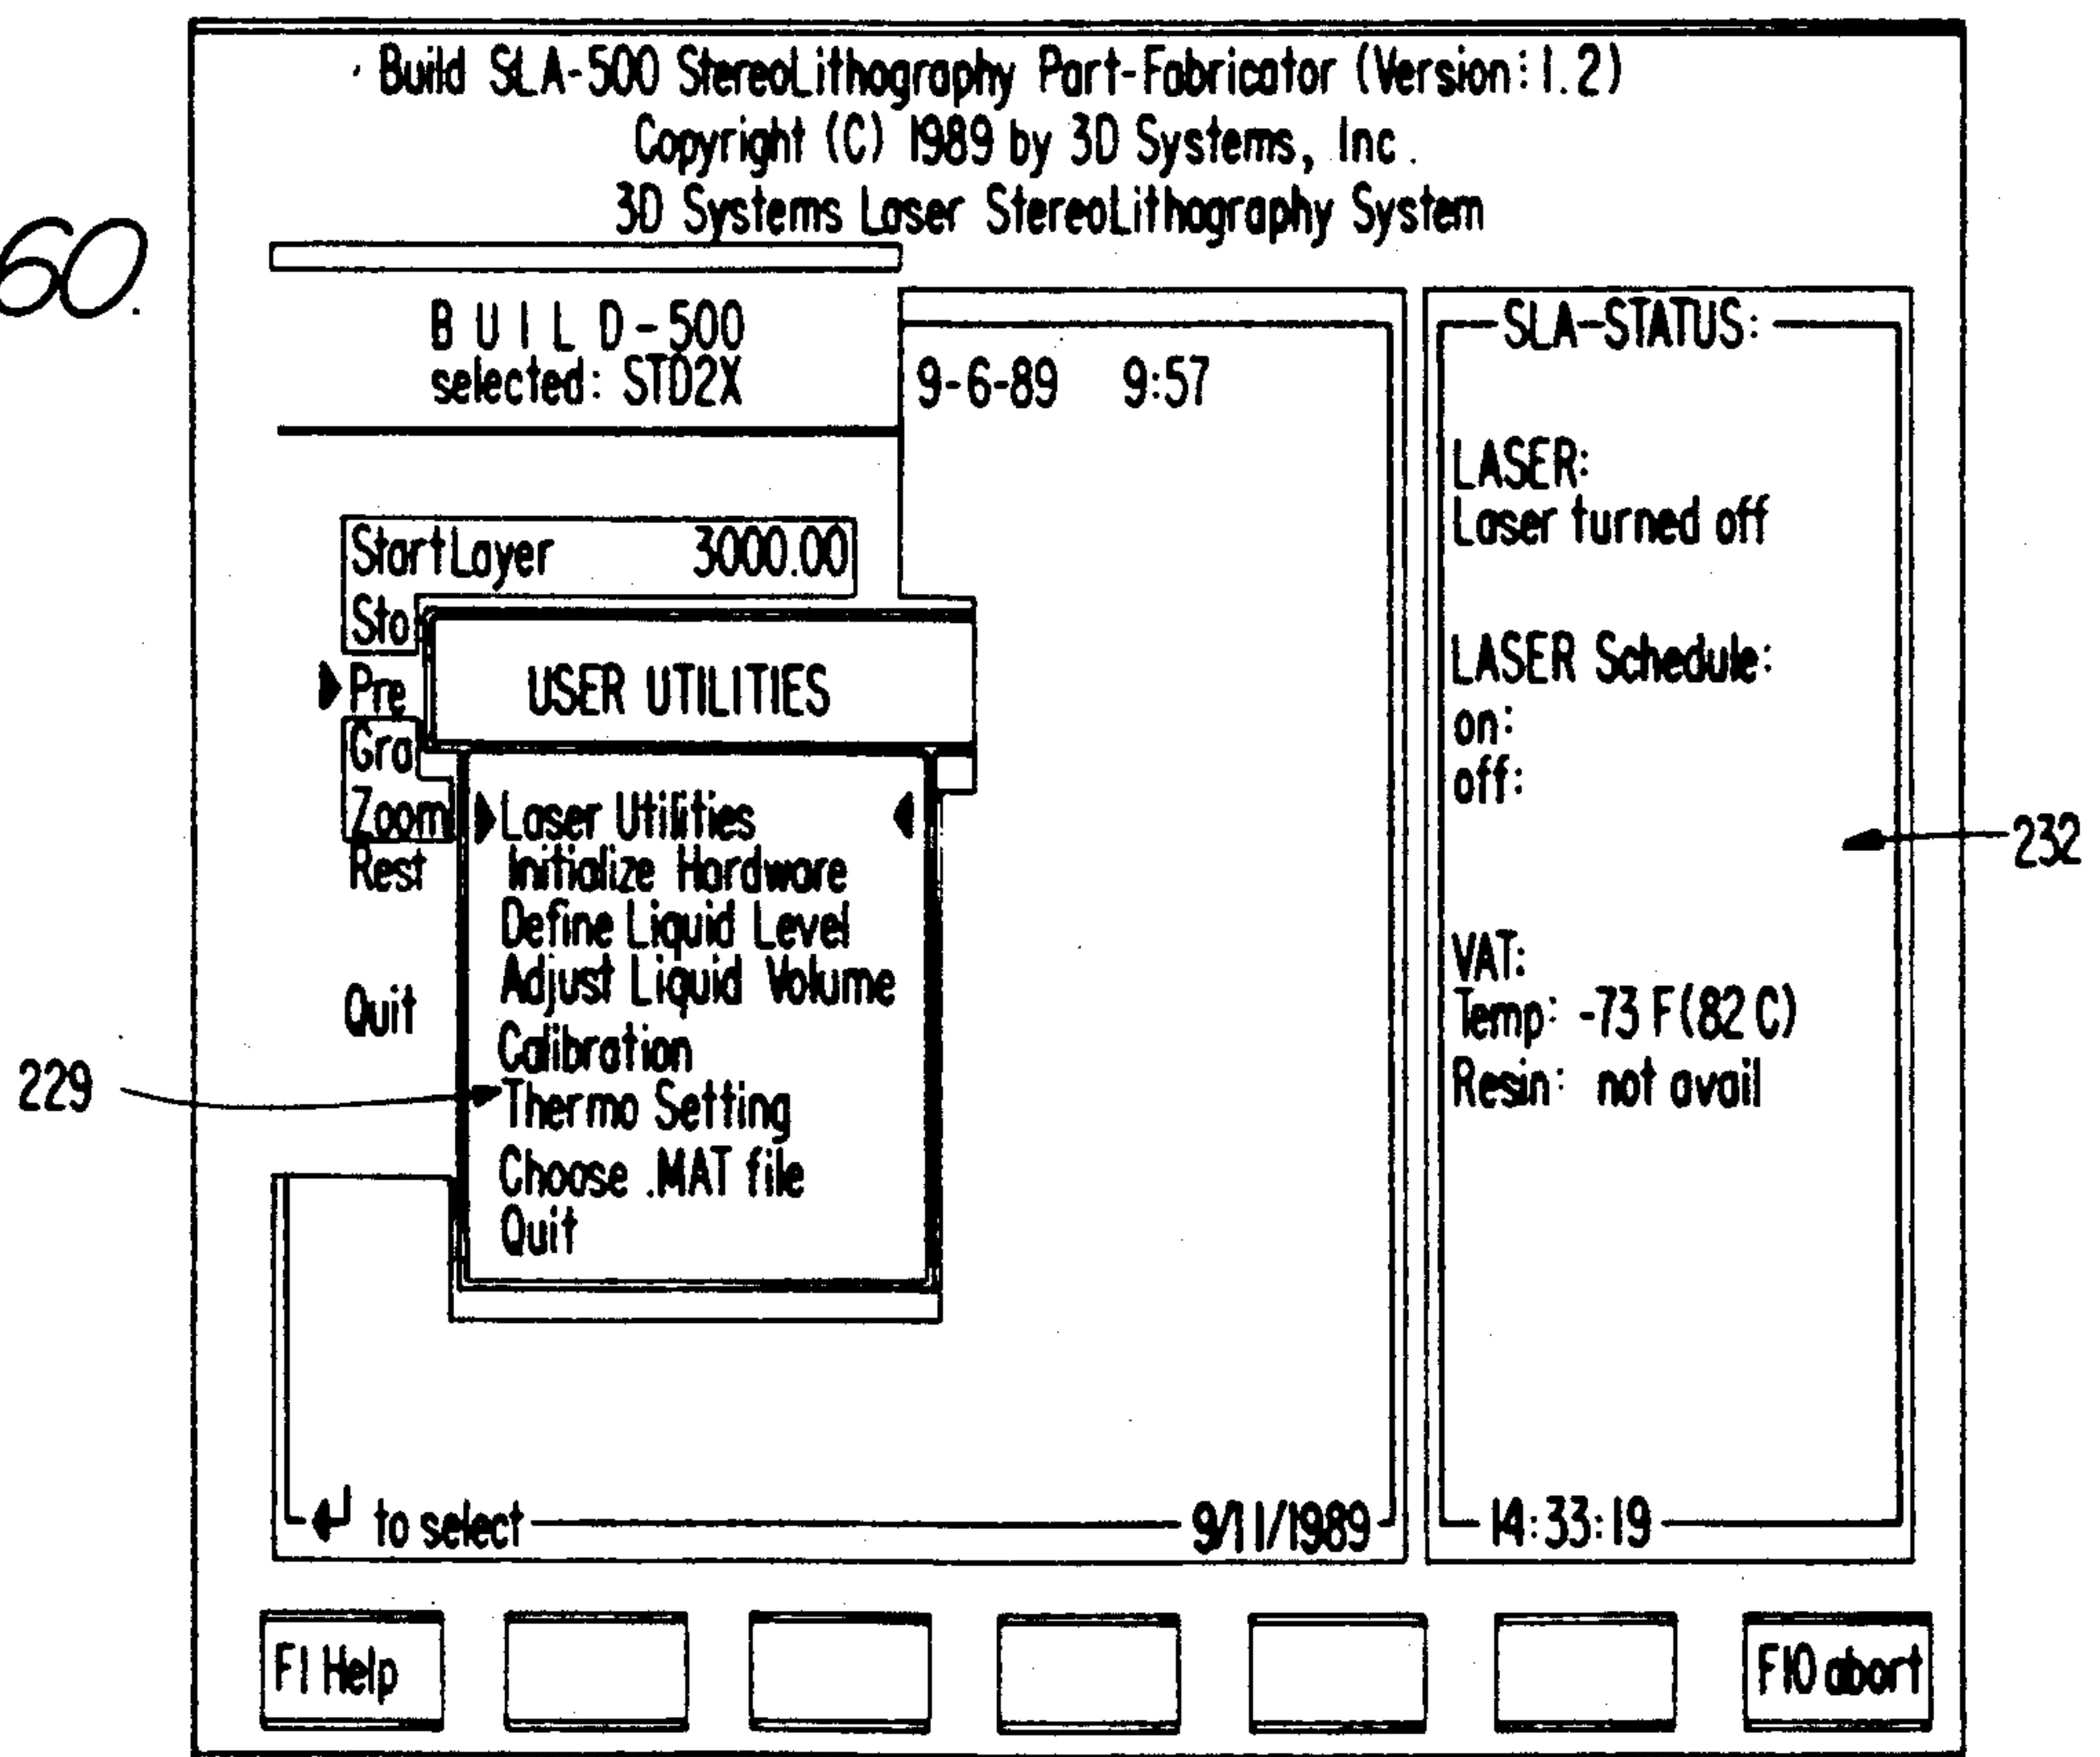 Build SLA-500 StereoLithography Part-Fabricator (Version:1.2)
Copyright (C) 1989 by 3D Systems, Inc.
3D Systems Laser StereoLithography System
60.
BUILD-500
selected: STD2X
9-6-89 9:57
StartLayer 3000.00
Sto
Pre
Gra
Zoom
Rest
Quit
USER UTILITIES
Laser Utilities
Initialize Hardware
Define Liquid Level
Adjust Liquid Volume
Calibration
Thermo Setting
Choose .MAT file
Quit
229
to select
9/11/1989
SLA-STATUS:
LASER:
Laser turned off
LASER Schedule:
on:
off:
232
VAT:
Temp: -73 F(82 C)
Resin: not avail
14:33:19
F1 Help
F10 abort